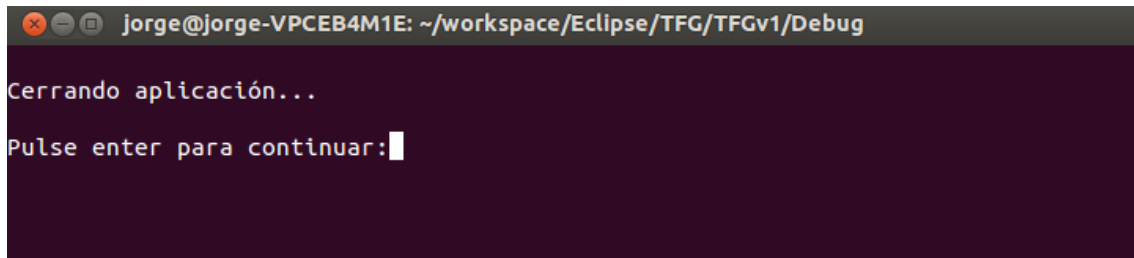 jorge@jorge-VPCEB4M1E: ~/workspace/Eclipse/TFG/TFGv1/Debug
Cerrando aplicación...
Pulse enter para continuar: